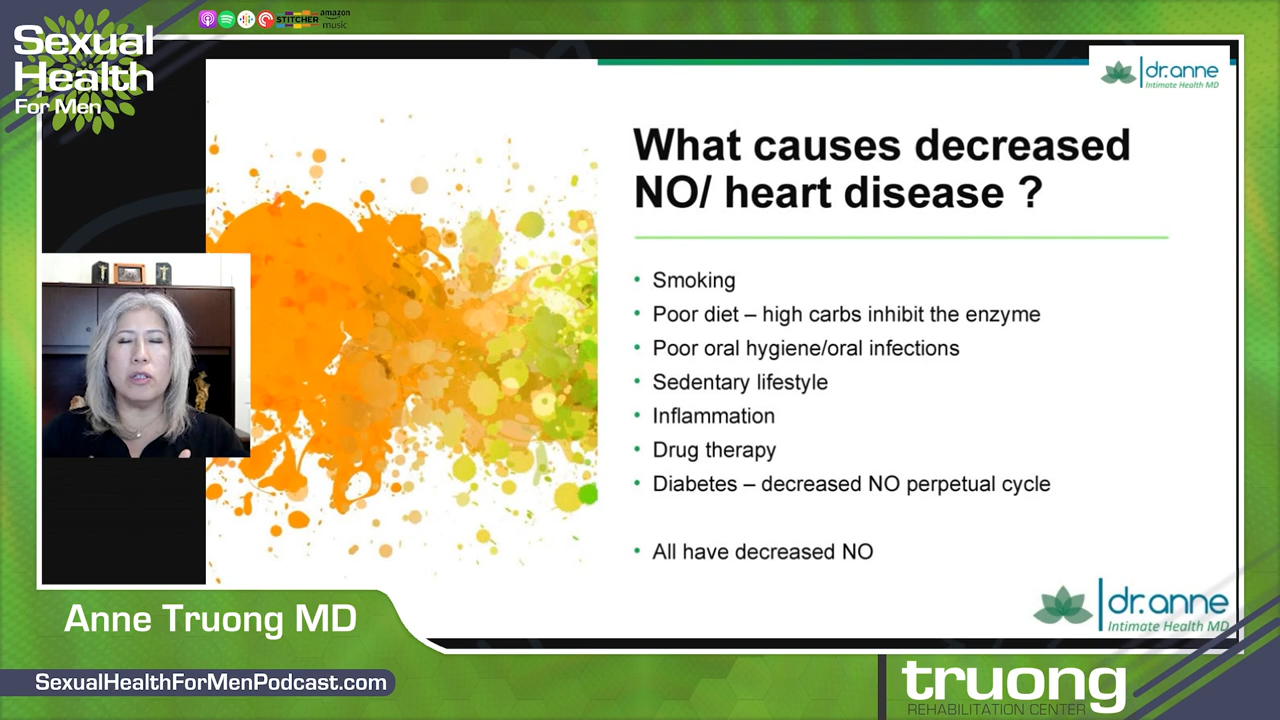 Sexual
Health
For Men
STITCHER
amazon
music
dr.anne
Intimate Health MD
What causes decreased
NO/ heart disease ?
• Smoking
• Poor diet – high carbs inhibit the enzyme
• Poor oral hygiene/oral infections
• Sedentary lifestyle
• Inflammation
• Drug therapy
• Diabetes – decreased NO perpetual cycle
• All have decreased NO
dr.anne
Intimate Health MD
Anne Truong MD
SexualHealthForMenPodcast.com
truong
REHABILITATION CENTER